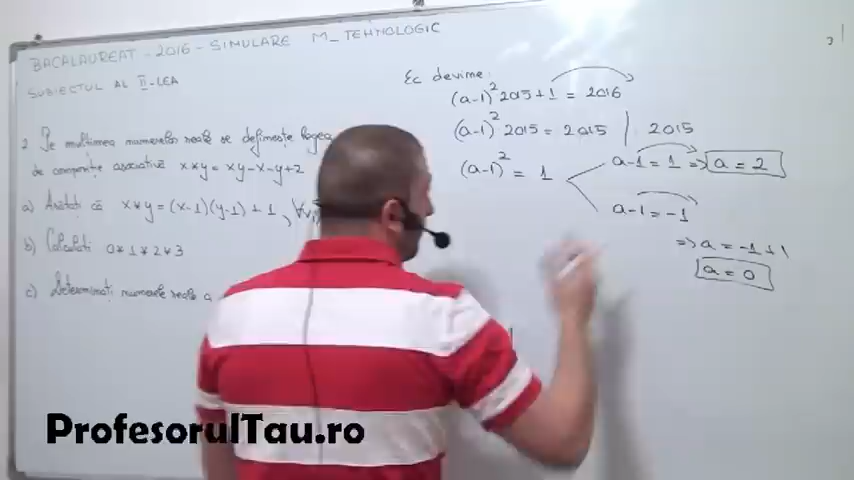 BACALAUREAT - 2016 - SIMULARE M_TEHNOLOGIC
SUBIECTUL AL II-LEA
2 Pe mulțimea numerelor reale se definește legea
de compoziție asociativă x*y = xy-x-y+2
a) Arătați că x*y = (x-1)(y-1)+1, ∀x,
b) Calculați 0*1*2*3
c) Determinați numerele reale a
Ec devine:
(a-1)² 2015+1 = 2016
(a-1)² 2015 = 2015 | 2015
(a-1)² = 1
a-1 = 1 => a = 2
a-1 = -1
=> a = -1+1
a = 0
ProfesorulTau.ro